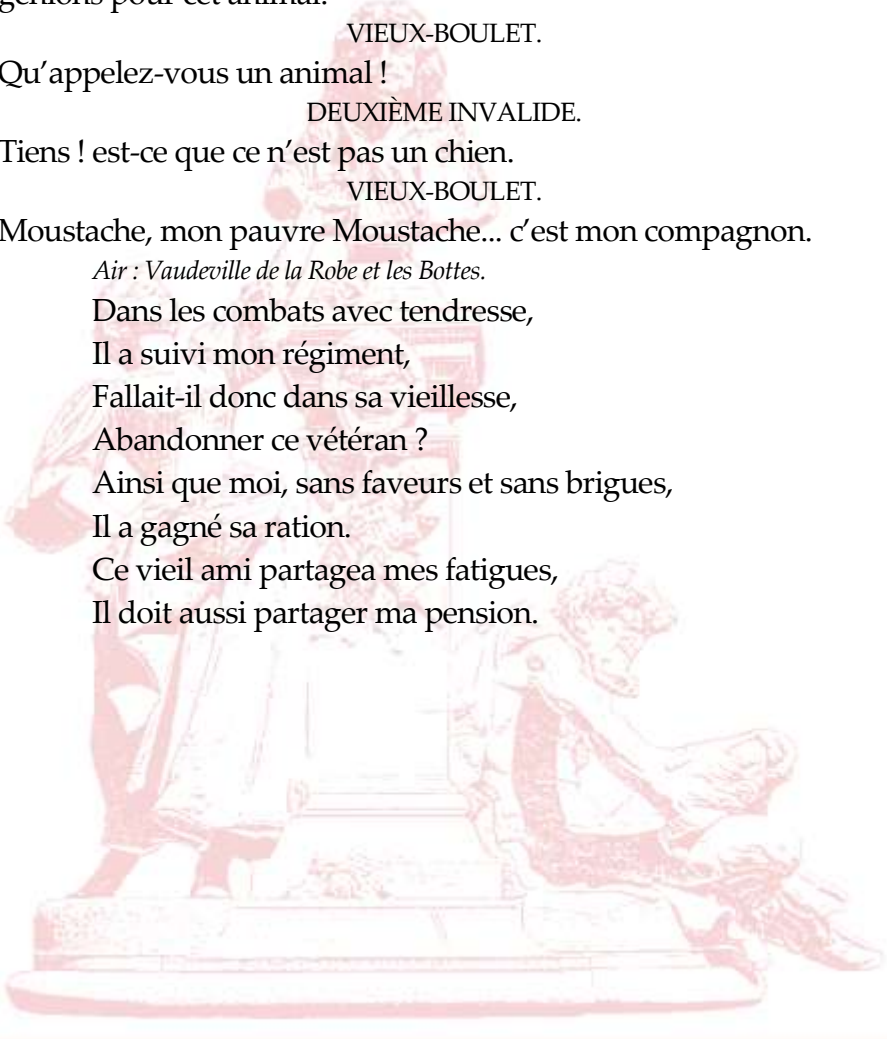 génions pour cet animal.
VIEUX-BOULET.
Qu’appelez-vous un animal !
DEUXIÈME INVALIDE.
Tiens ! est-ce que ce n’est pas un chien.
VIEUX-BOULET.
Moustache, mon pauvre Moustache... c’est mon compagnon.
Air : Vaudeville de la Robe et les Bottes.
Dans les combats avec tendresse,
Il a suivi mon régiment,
Fallait-il donc dans sa vieillesse,
Abandonner ce vétéran ?
Ainsi que moi, sans faveurs et sans brigues,
Il a gagné sa ration.
Ce vieil ami partagea mes fatigues,
Il doit aussi partager ma pension.